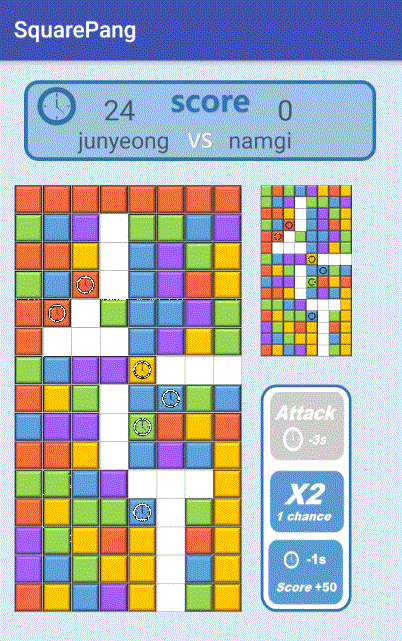 SquarePang
24 score 0
junyeong VS namgi
Attack
-3s
X2
1 chance
-1s
Score +50